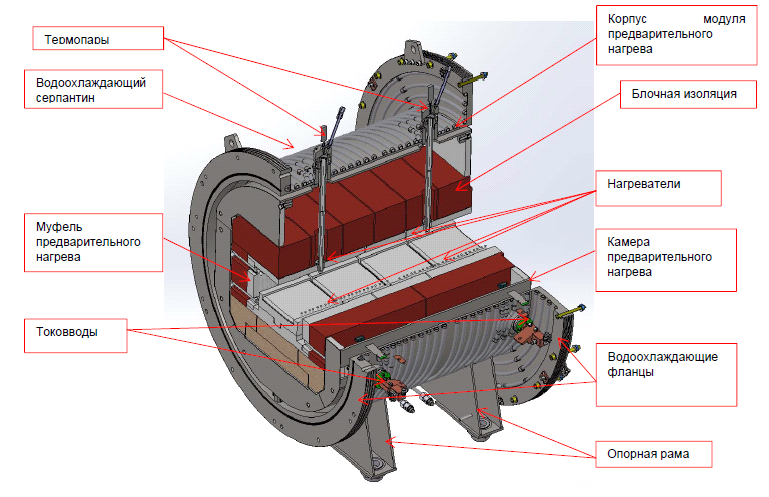 Термопары
Водоохлаждающий
серпантин
Муфель
предварительного
нагрева
Токовводы
Корпус модуля
предварительного
нагрева
Блочная изоляция
Нагреватели
Камера
предварительного
нагрева
Водоохлаждающие
фланцы
Опорная рама